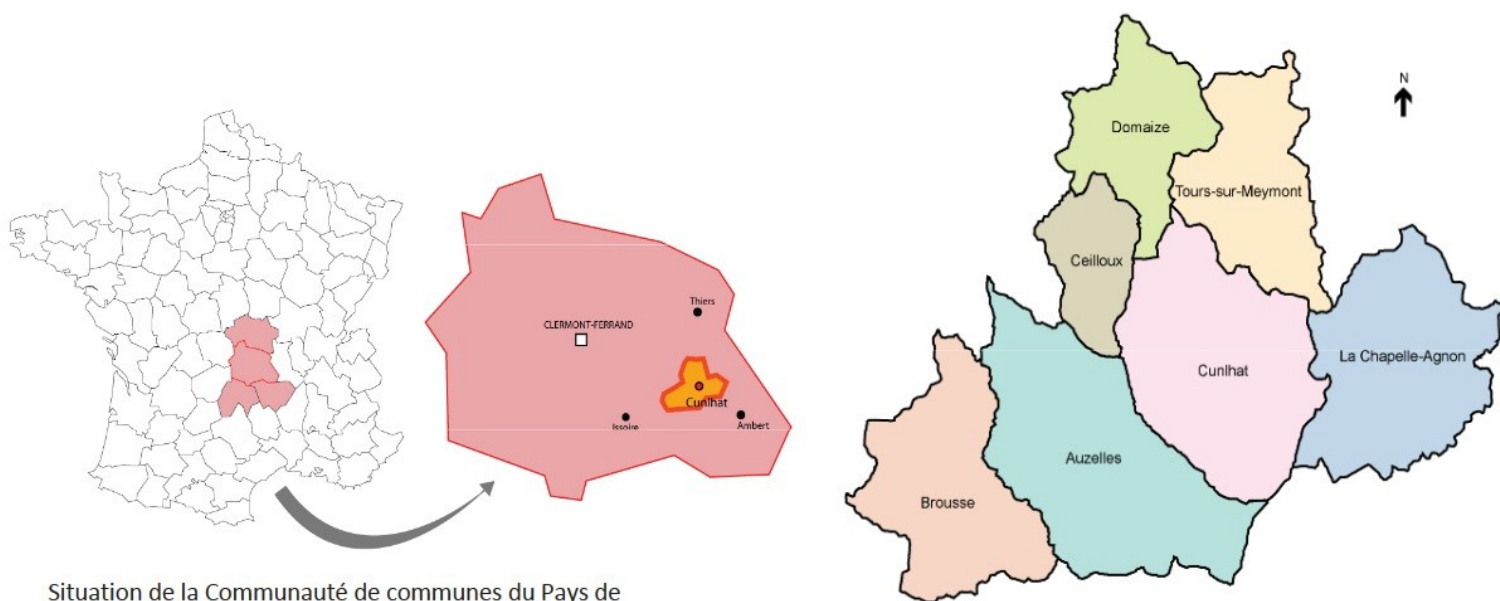 Thiers
CLERMONT-FERRAND
Cunlhat
Issoire
Ambert
Situation de la Communauté de communes du Pays de
N
Domaize
Tours-sur-Meymont
Ceilloux
La Chapelle-Agnon
Cunlhat
Auzelles
Brousse